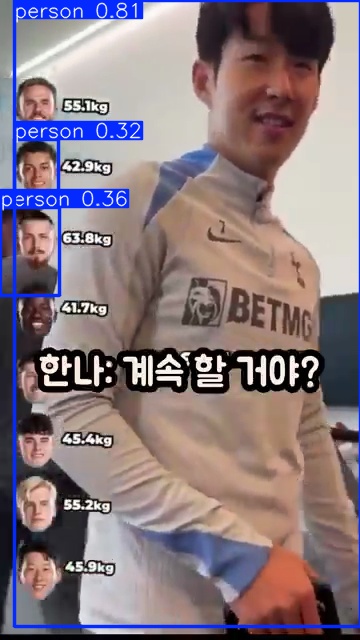 person 0.81
55.1kg
person 0.32
42.9kg
person 0.36
63.8kg
7
41.7kg
BETMG
한나: 계속 할 거야?
45.4kg
55.2kg
45.9kg